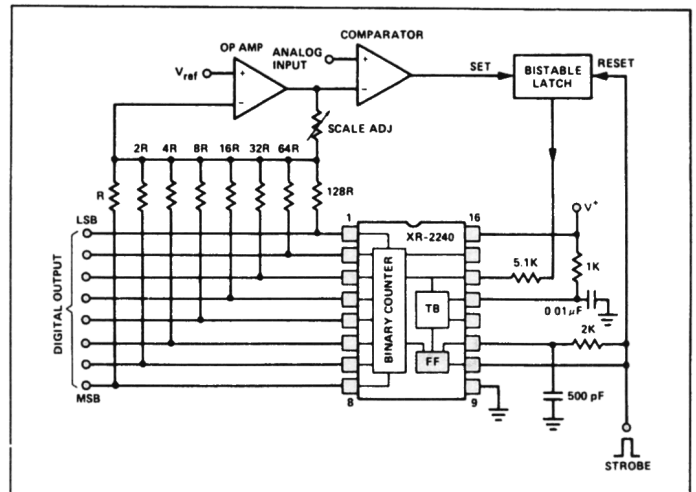 COMPARATOR
OP AMP
ANALOG
INPUT
Vref
+
−
+
−
SET
BISTABLE
LATCH
RESET
SCALE ADJ
R
2R
4R
8R
16R
32R
64R
128R
LSB
DIGITAL OUTPUT
MSB
1
16
XR-2240
BINARY COUNTER
TB
FF
8
9
V+
5.1K
1K
0 01μF
2K
500 pF
STROBE